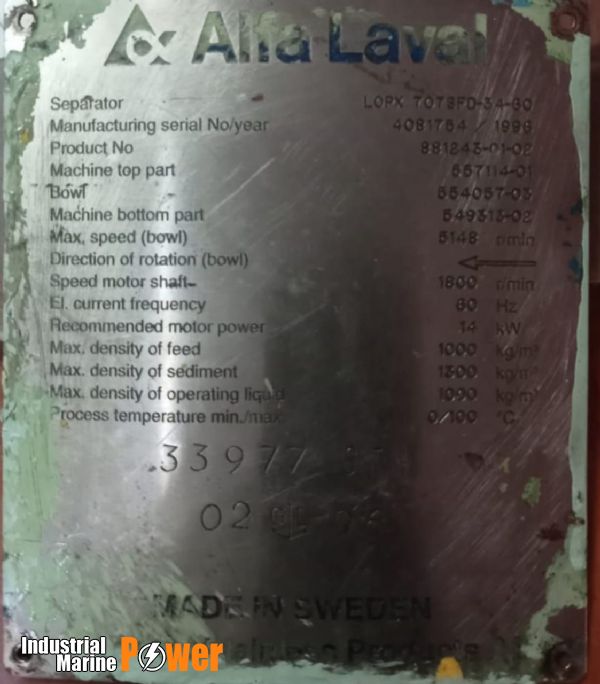 Alfa Laval
Separator LOPX 707SFD-34-60
Manufacturing serial No/year 4081754 / 1996
Product No 881243-01-02
Machine top part 557114-01
Bowl 554057-03
Machine bottom part 549313-02
Max. speed (bowl) 5148 r/min
Direction of rotation (bowl) ←
Speed motor shaft 1800 r/min
El. current frequency 60 Hz
Recommended motor power 14 kW
Max. density of feed 1000 kg/m³
Max. density of sediment 1300 kg/m³
Max. density of operating liquid 1090 kg/m³
Process temperature min./max. 0/100 °C
33977
02
MADE IN SWEDEN
Industrial
Marine Power